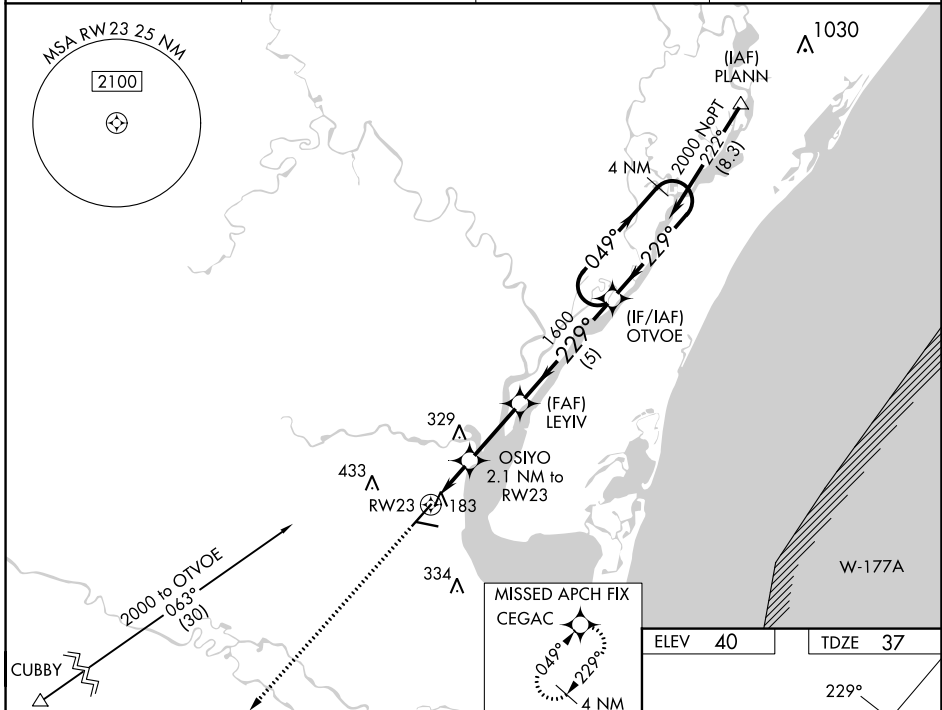 MSA RW 23 25 NM
2100
1030
(IAF)
PLANN
2000 NoPT
222°
(8.3)
4 NM
049°
229°
(IF/IAF)
OTVOE
1600
229°
(5)
(FAF)
LEYIV
329
OSIYO
2.1 NM to
RW23
433
RW23
183
334
2000 to OTVOE
063°
(30)
CUBBY
W-177A
MISSED APCH FIX
CEGAC
049°
229°
4 NM
ELEV 40
TDZE 37
229°